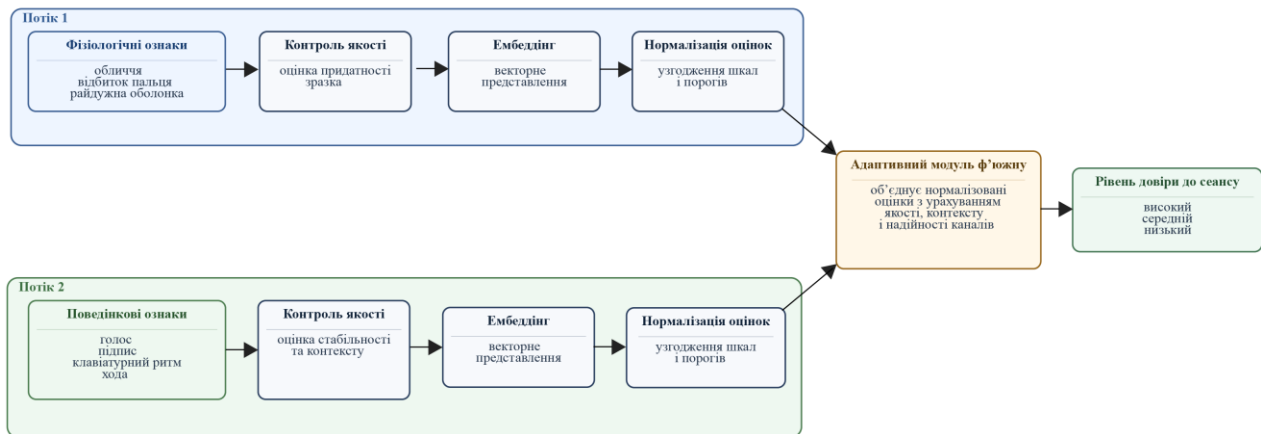 Потік 1
Фізіологічні ознаки
обличчя
відбиток пальця
райдужна оболонка
Контроль якості
оцінка придатності
зразка
Ембеддінг
векторне
представлення
Нормалізація оцінок
узгодження шкал
і порогів
Адаптивний модуль ф’южну
об’єднує нормалізовані
оцінки з урахуванням
якості, контексту
і надійності каналів
Рівень довіри до сеансу
високий
середній
низький
Потік 2
Поведінкові ознаки
голос
підпис
клавіатурний ритм
хода
Контроль якості
оцінка стабільності
та контексту
Ембеддінг
векторне
представлення
Нормалізація оцінок
узгодження шкал
і порогів